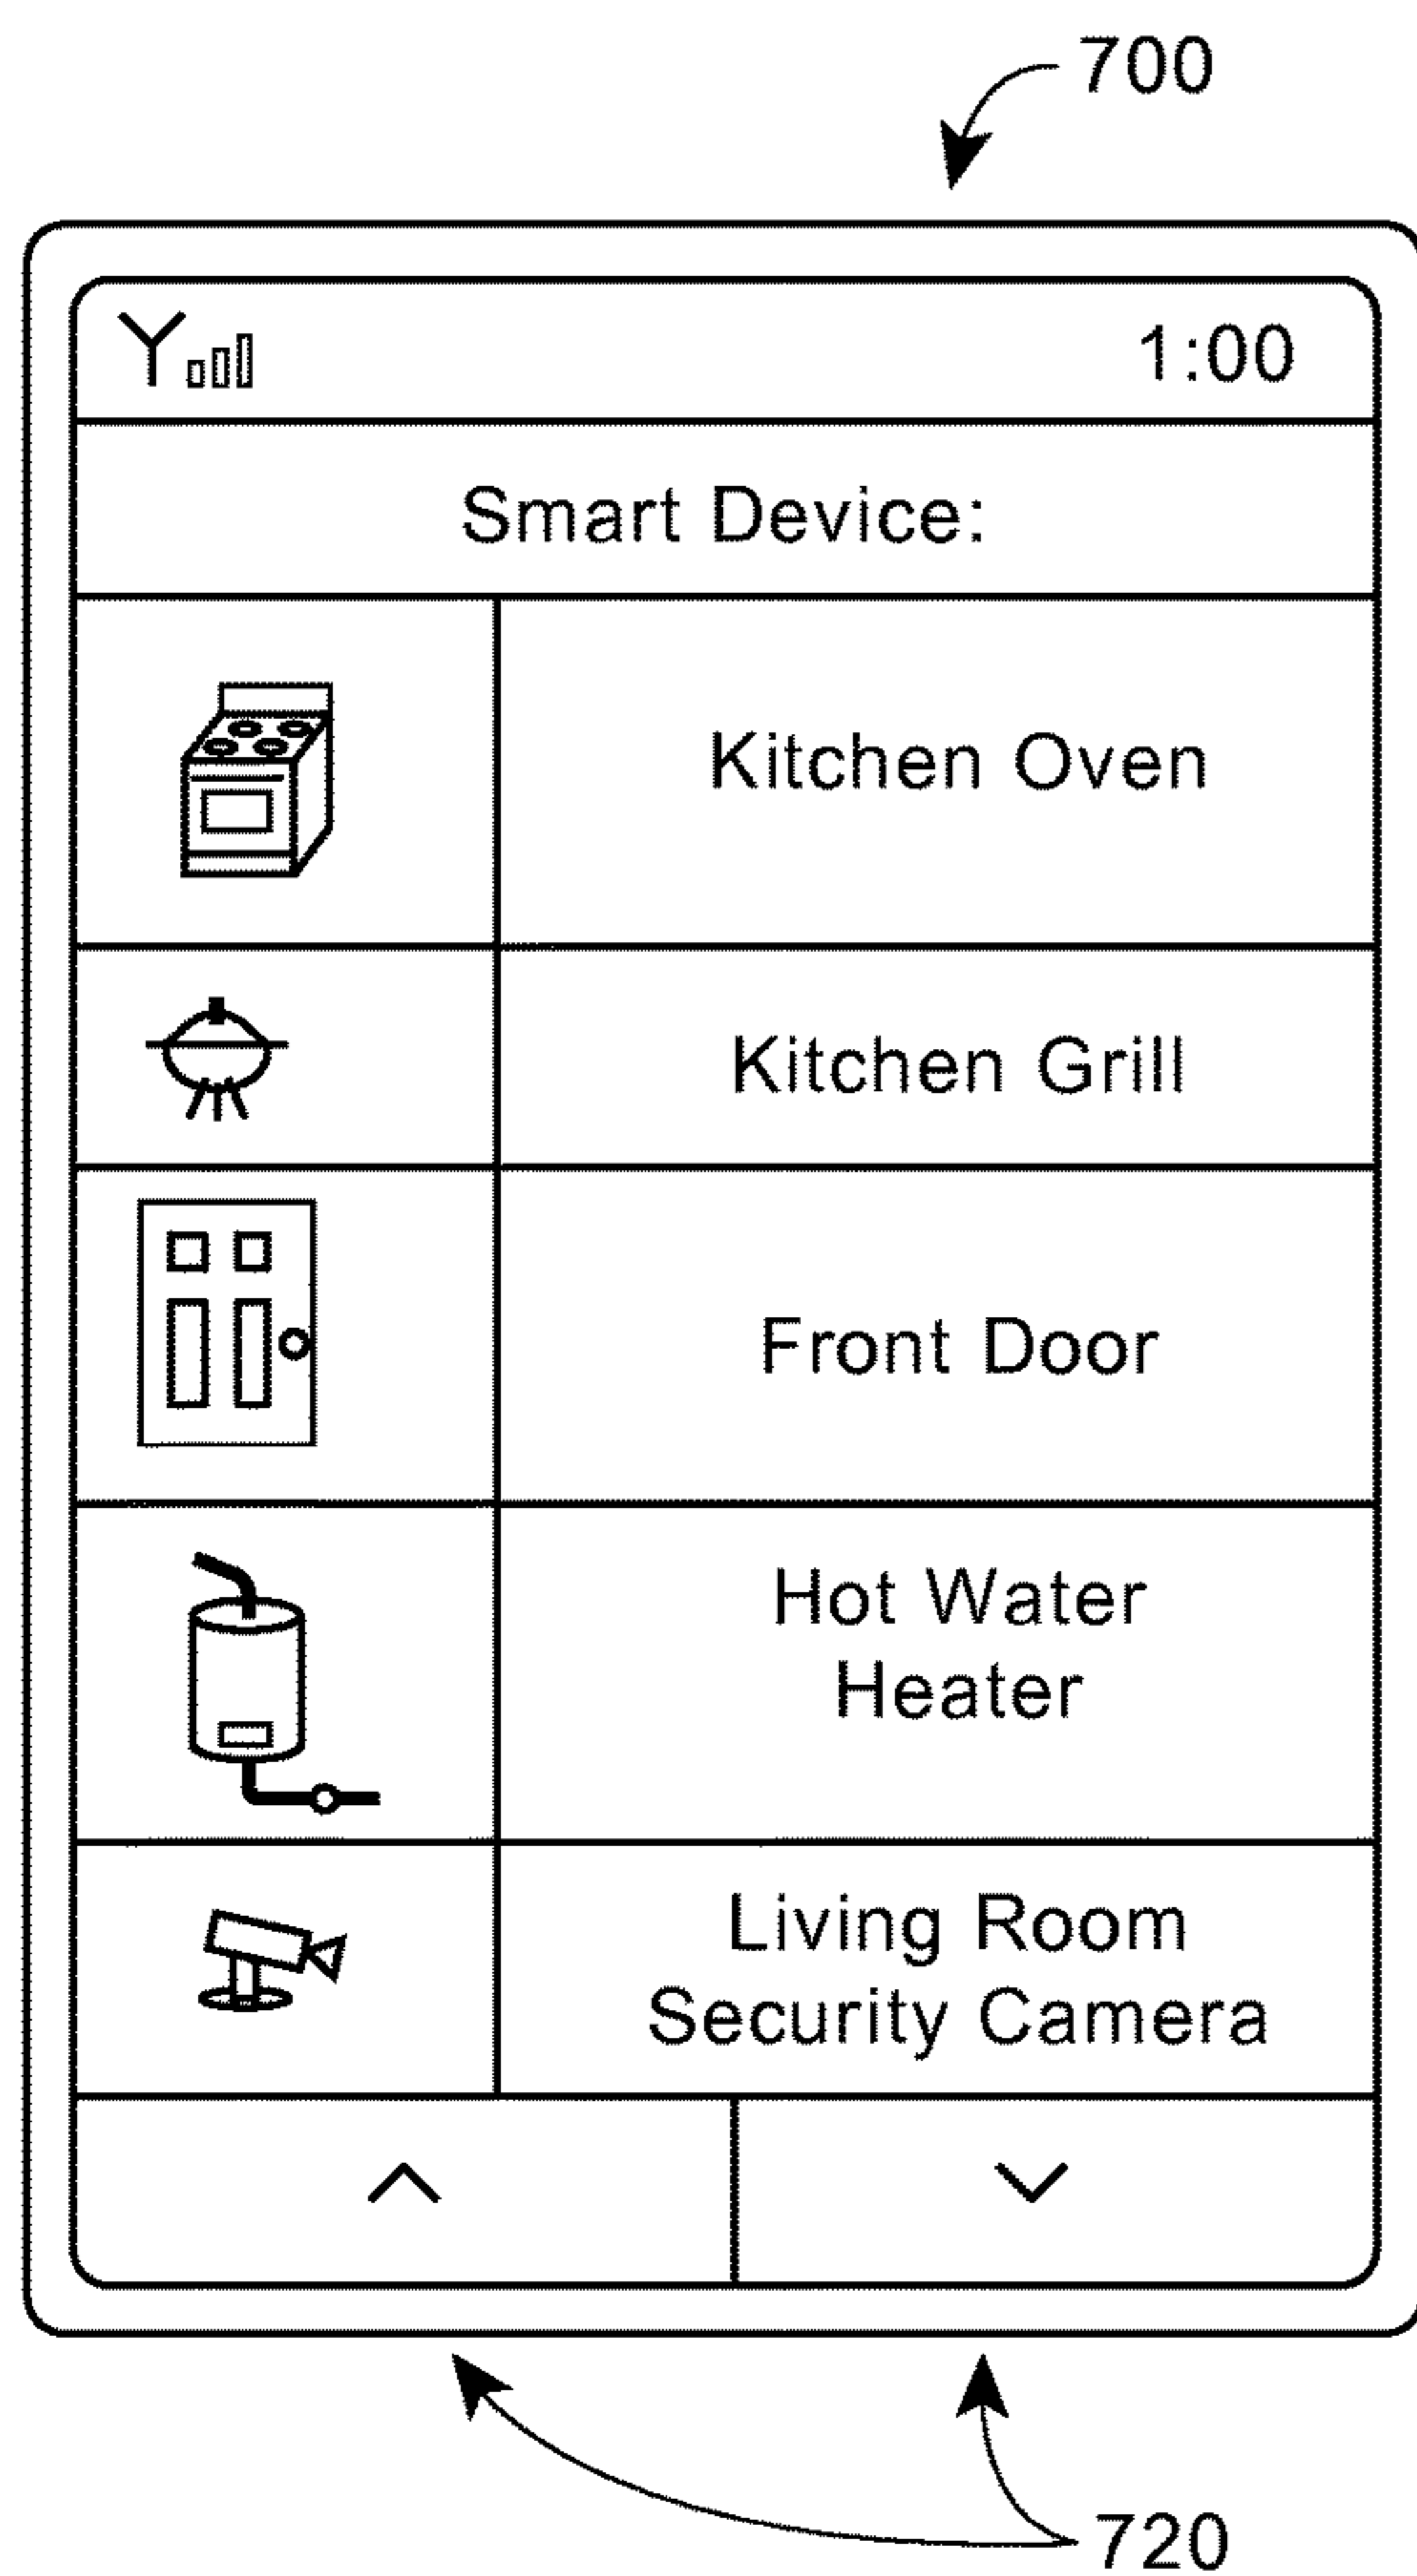 700
1:00
Smart Device:
Kitchen Oven
Kitchen Grill
Front Door
Hot Water
Heater
Living Room
Security Camera
720